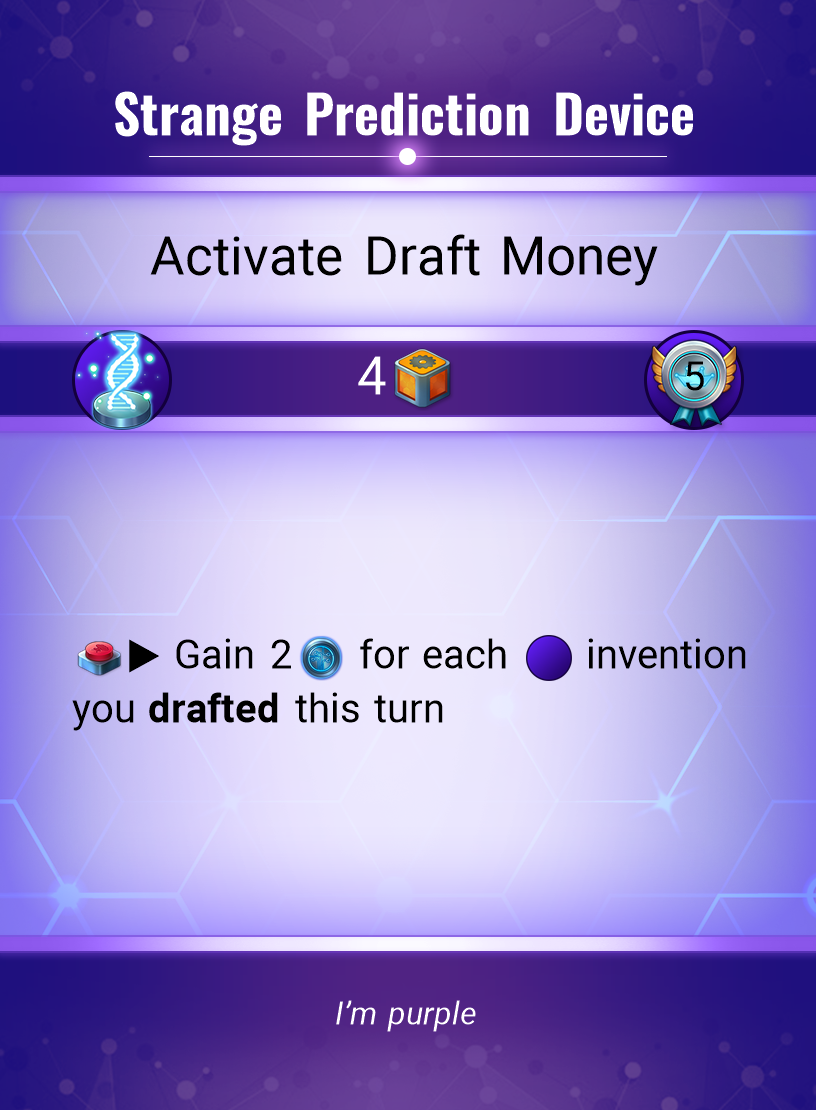 Strange Prediction Device
Activate Draft Money
4
5
Gain 2 for each invention
you drafted this turn
I'm purple